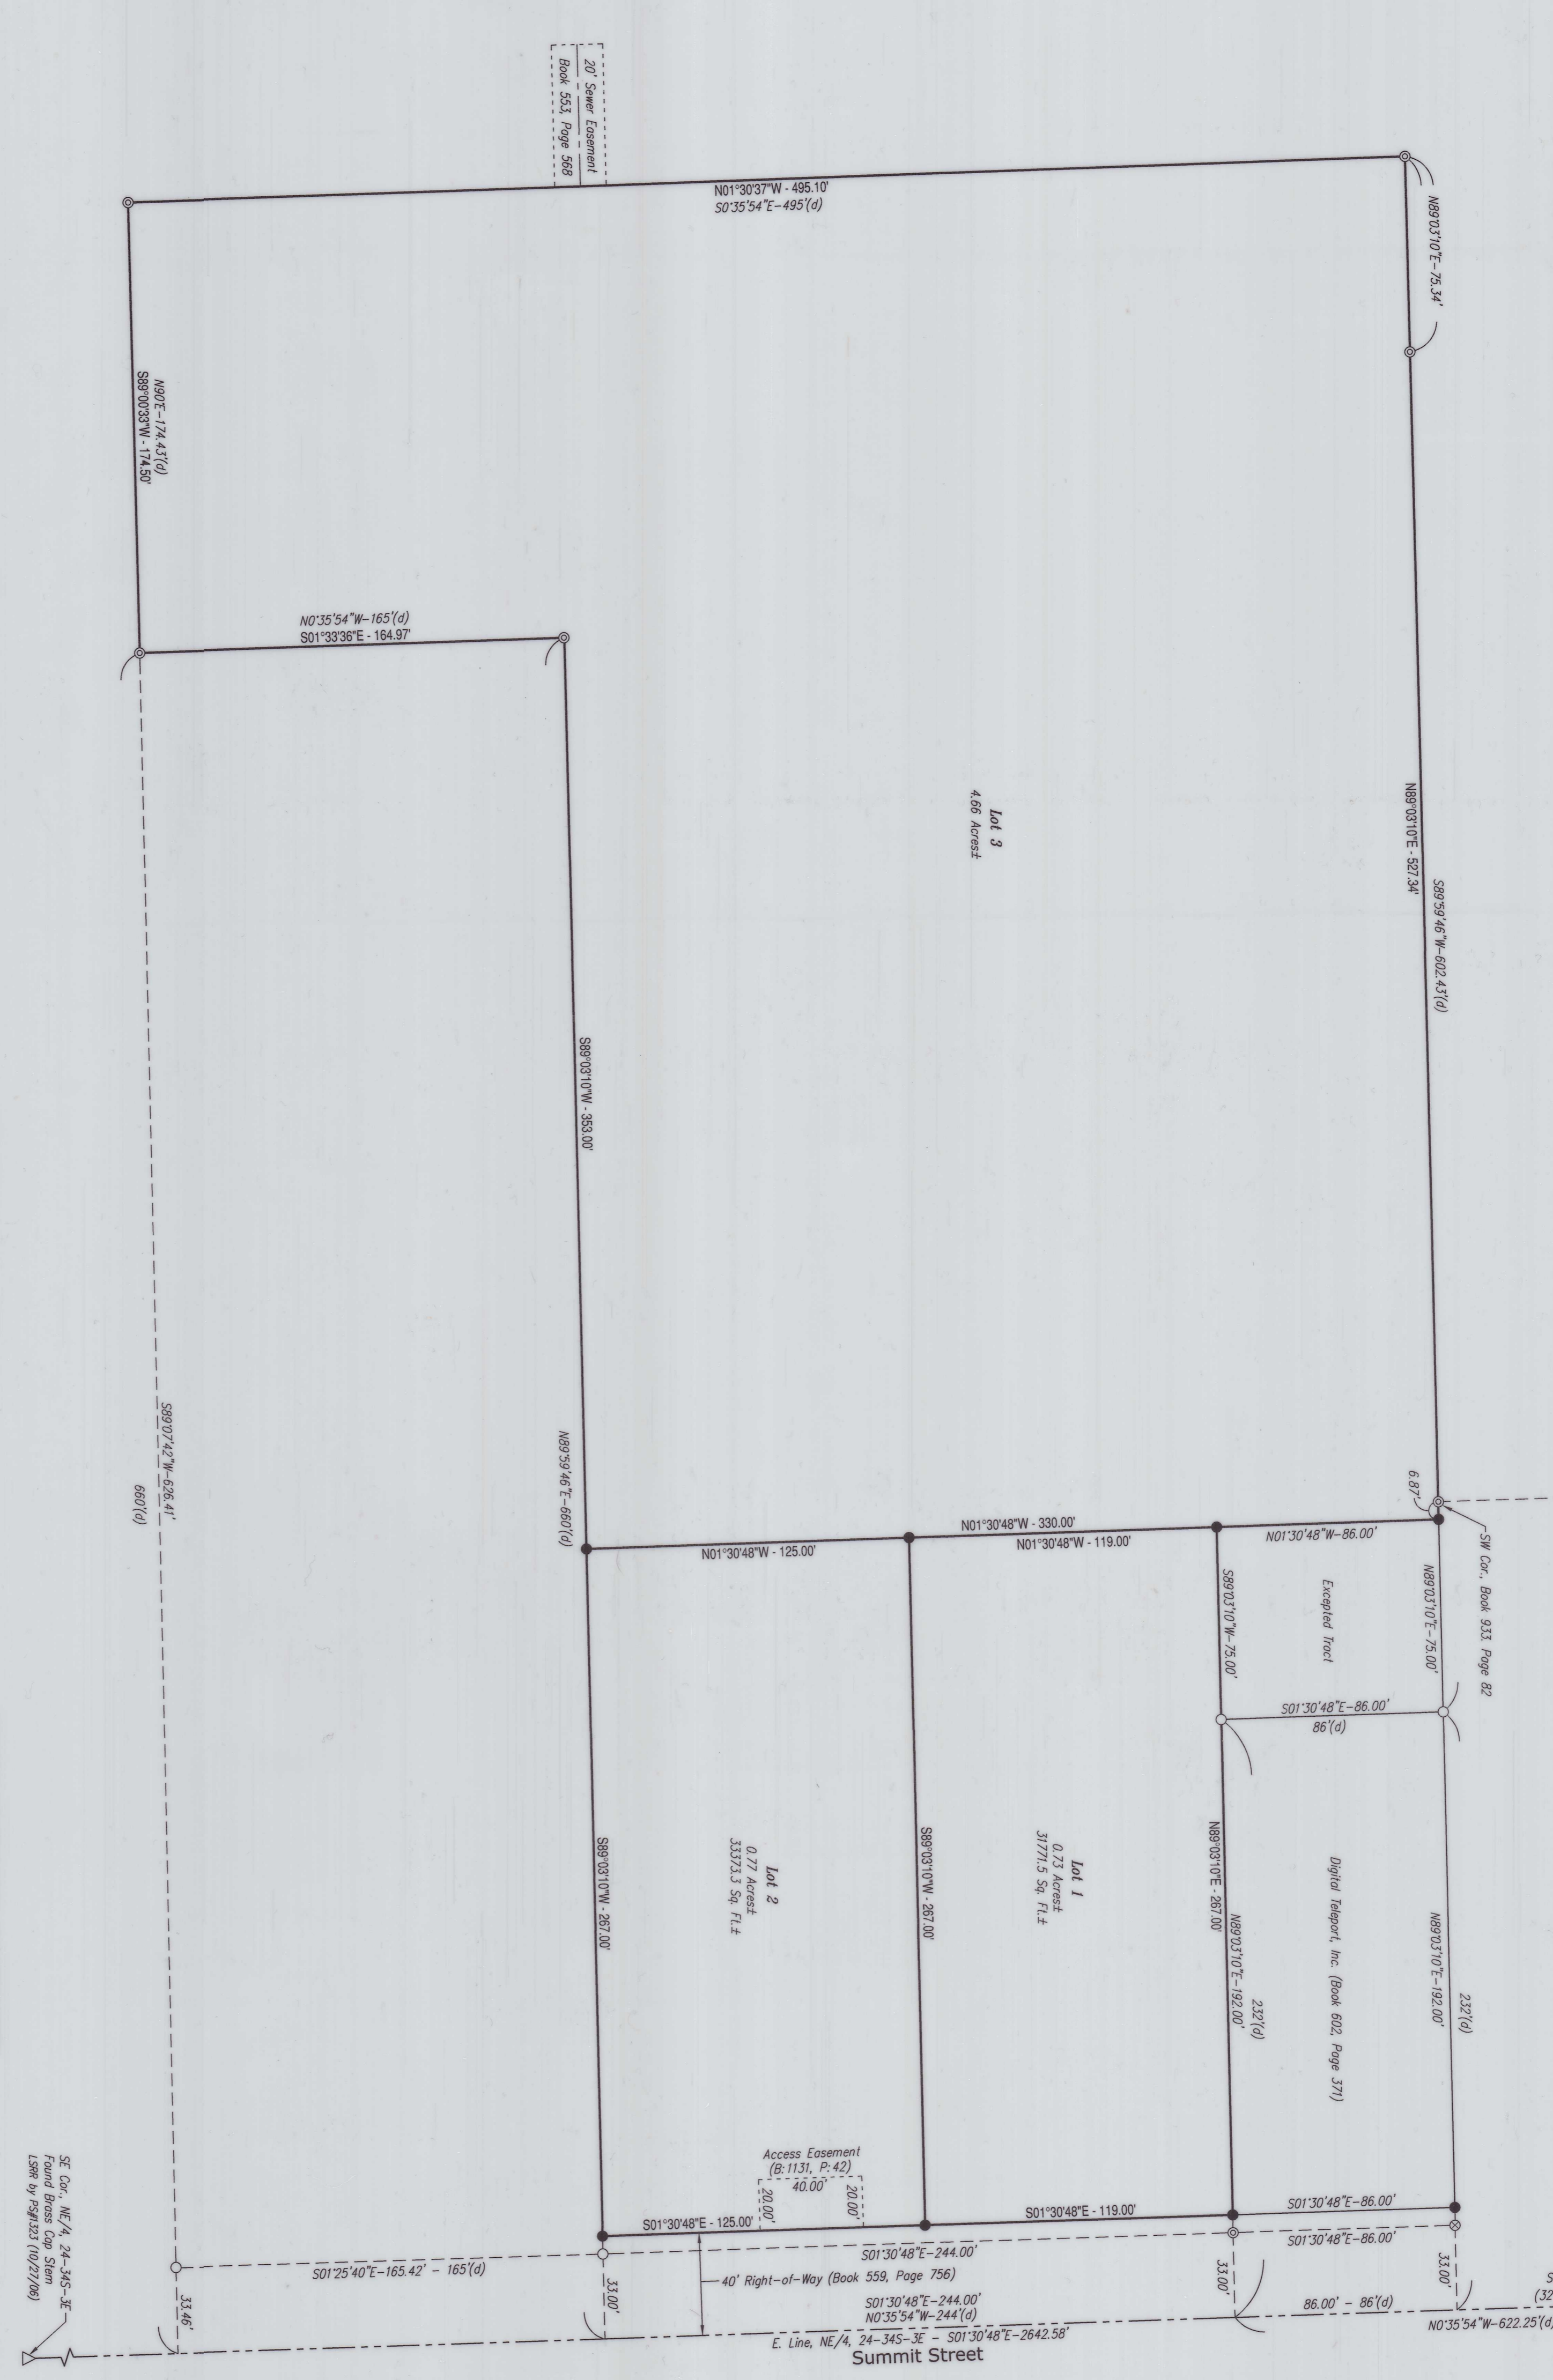 20' Sewer Easement
Book 553, Page 568
N01°30'37"W - 495.10'
S0°35'54"E-495'(d)
N89°03'10"E-75.34'
N90°E-174.43'(d)
S89°00'33"W - 174.50'
N0°35'54"W-165'(d)
S01°33'36"E - 164.97'
Lot 3
4.66 Acres±
N89°03'10"E - 527.34'
S89°59'46"W-602.43'(d)
S89°03'10"W - 353.00'
N89°59'46"E-660'(d)
S89°07'42"W-626.41'
660'(d)
6.87'
SW Cor., Book 933, Page 82
N01°30'48"W - 330.00'
N01°30'48"W - 125.00'
N01°30'48"W - 119.00'
N01°30'48"W-86.00'
S89°03'10"W-75.00'
Excepted Tract
N89°03'10"E-75.00'
S01°30'48"E-86.00'
86'(d)
S89°03'10"W - 267.00'
Lot 2
0.77 Acres±
33373.3 Sq. Ft.±
S89°03'10"W - 267.00'
Lot 1
0.73 Acres±
31771.5 Sq. Ft.±
N89°03'10"E - 267.00'
N89°03'10"E-192.00'
232'(d)
Digital Teleport, Inc. (Book 602, Page 371)
N89°03'10"E-192.00'
232'(d)
Access Easement
(B:1131, P:42)
40.00'
20.00'
20.00'
S01°30'48"E - 125.00'
S01°30'48"E - 119.00'
S01°30'48"E-86.00'
S01°30'48"E-244.00'
S01°30'48"E-86.00'
S01°25'40"E-165.42' - 165'(d)
40' Right-of-Way (Book 559, Page 756)
33.46'
33.00'
33.00'
33.00'
S01°30'48"E-244.00'
N0°35'54"W-244'(d)
86.00' - 86'(d)
S
(32
N0°35'54"W-622.25'(d)
E. Line, NE/4, 24-34S-3E - S01°30'48"E-2642.58'
Summit Street
SE Cor., NE/4, 24-34S-3E
Found Brass Cap Stem
LSRR by PS#1323 (10/27/06)